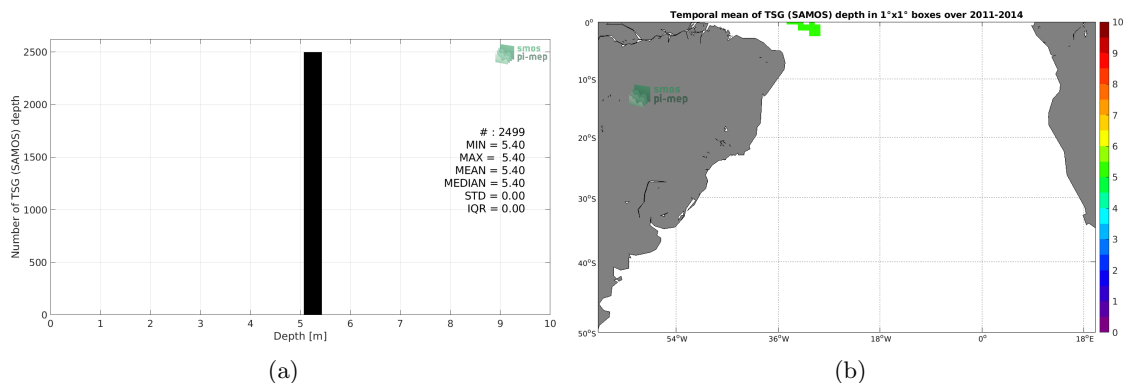 smos
pi-mep
2500
2000
1500
1000
500
0
Number of TSG (SAMOS) depth
# : 2499
MIN = 5.40
MAX = 5.40
MEAN = 5.40
MEDIAN = 5.40
STD = 0.00
IQR = 0.00
0 1 2 3 4 5 6 7 8 9 10
Depth [m]
(a)
Temporal mean of TSG (SAMOS) depth in 1°x1° boxes over 2011-2014
smos
pi-mep
0°
10°S
20°S
30°S
40°S
50°S
54°W 36°W 18°W 0° 18°E
10
9
8
7
6
5
4
3
2
1
0
(b)